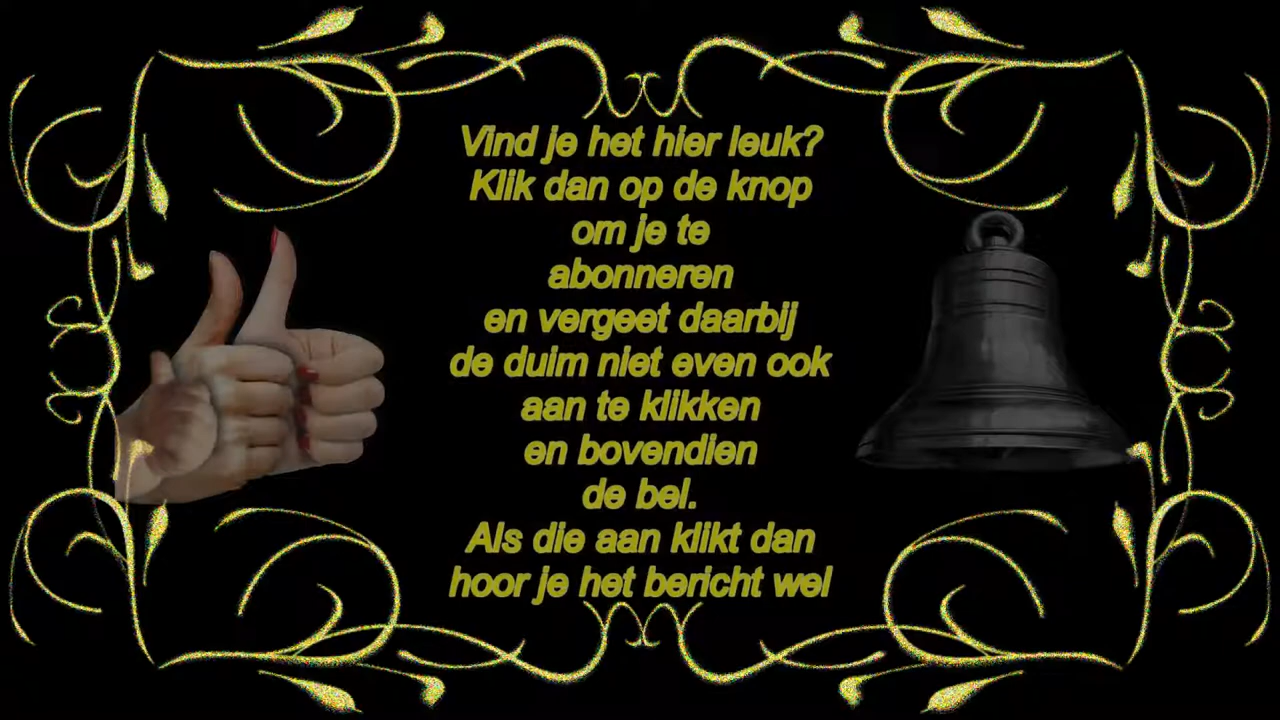 Vind je het hier leuk?
Klik dan op de knop
om je te
abonneren
en vergeet daarbij
de duim niet even ook
aan te klikken
en bovendien
de bel.
Als die aan klikt dan
hoor je het bericht wel